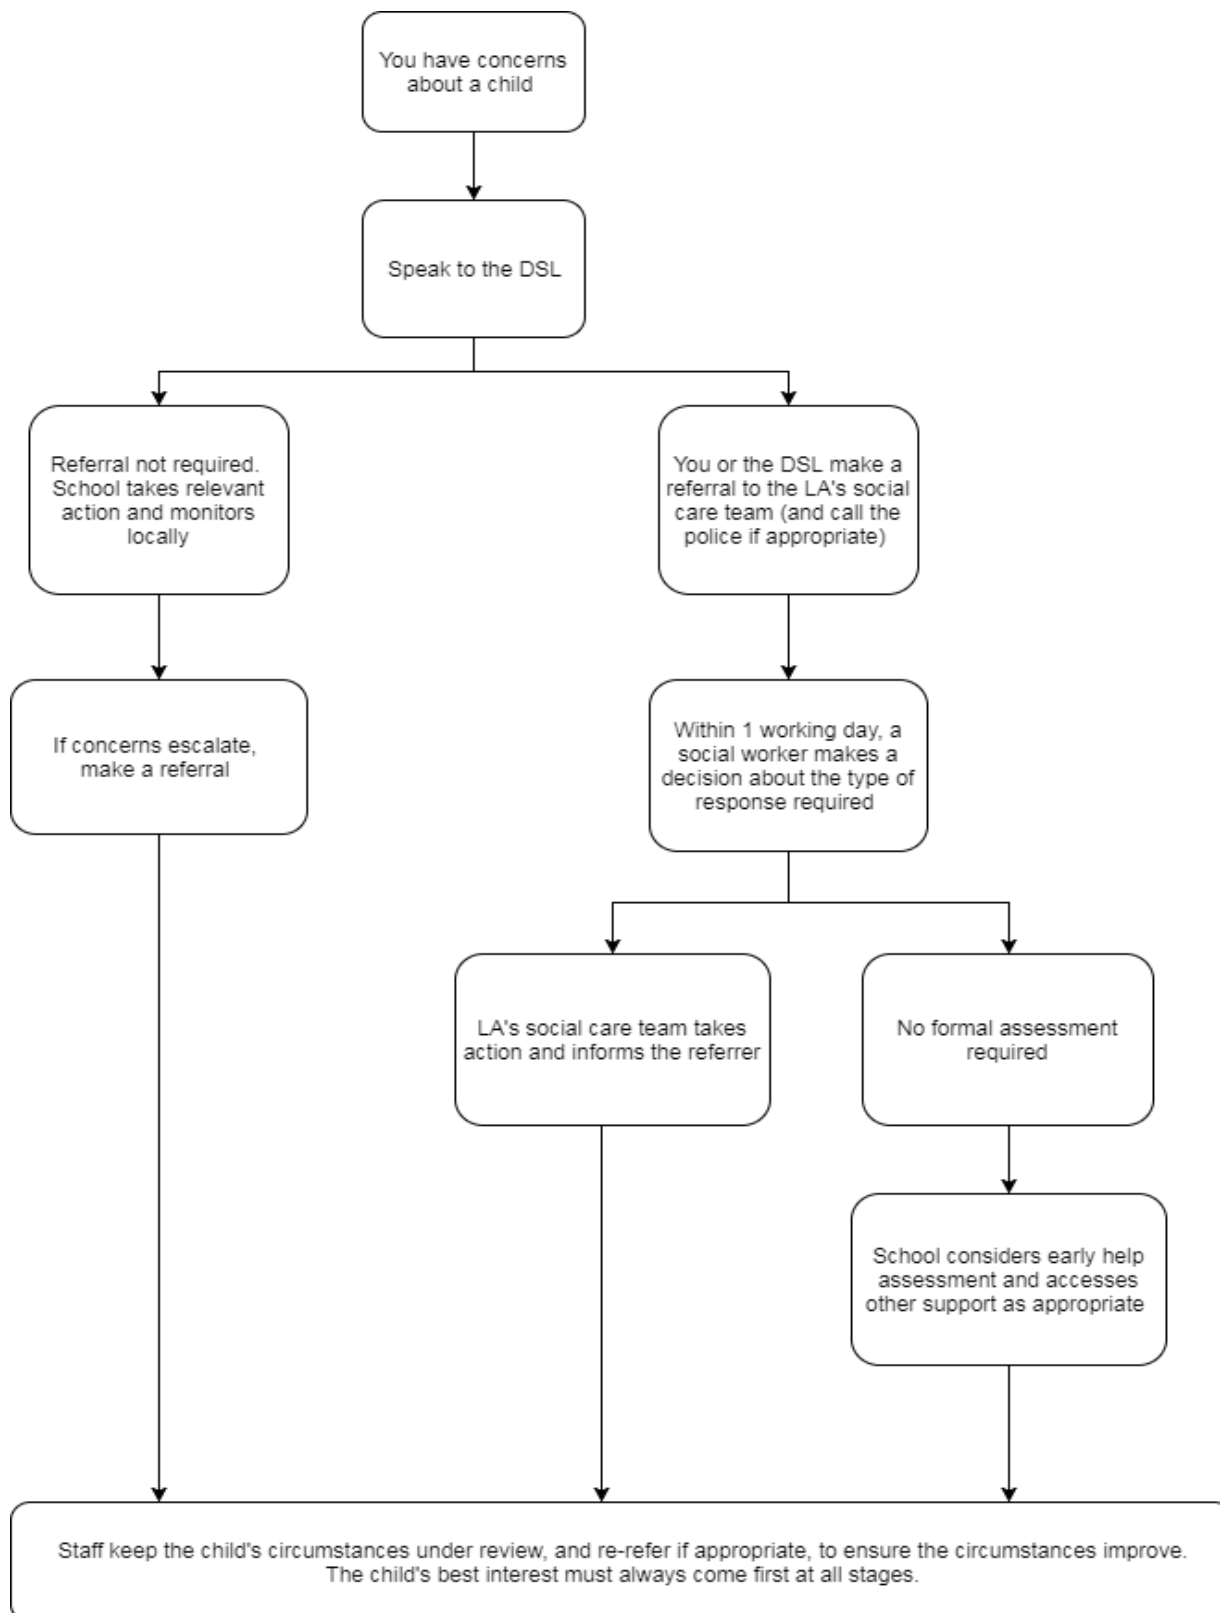 You have concerns
about a child
Speak to the DSL
Referral not required.
School takes relevant
action and monitors
locally
You or the DSL make a
referral to the LA's social
care team (and call the
police if appropriate)
If concerns escalate,
make a referral
Within 1 working day, a
social worker makes a
decision about the type of
response required
LA's social care team takes
action and informs the referrer
No formal assessment
required
School considers early help
assessment and accesses
other support as appropriate
Staff keep the child's circumstances under review, and re-refer if appropriate, to ensure the circumstances improve.
The child's best interest must always come first at all stages.